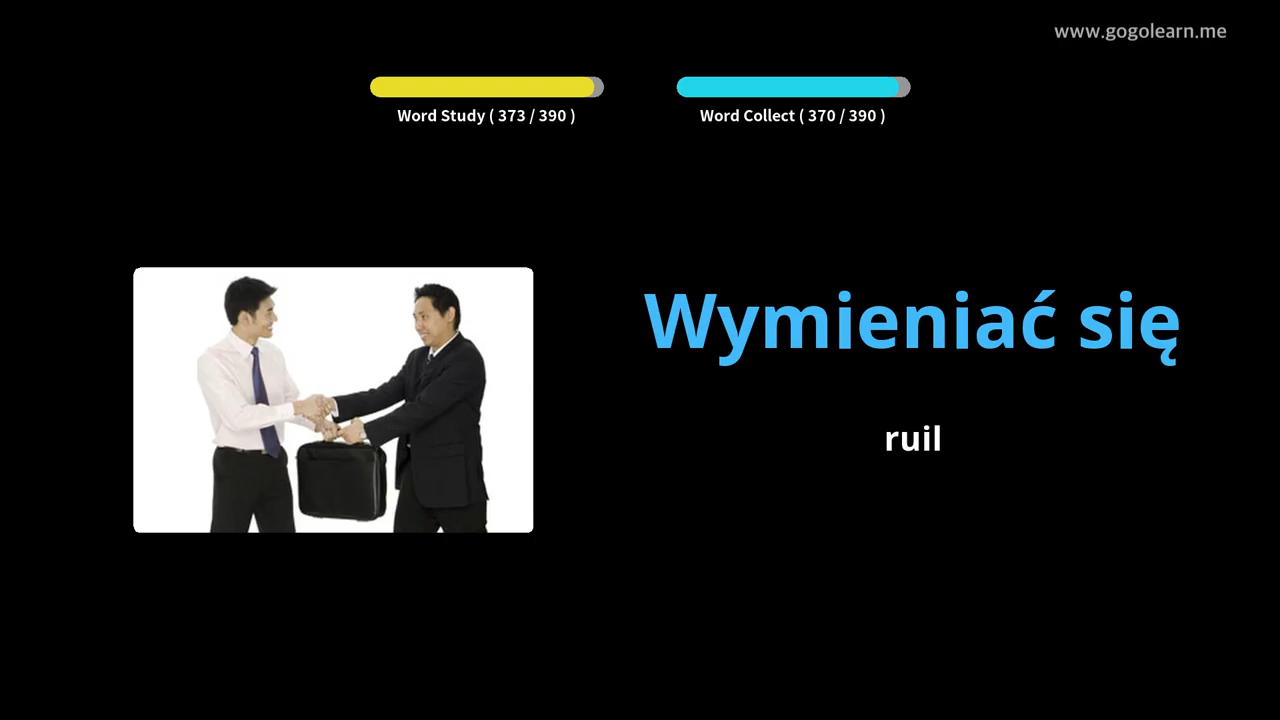 www.gogolearn.me
Word Study ( 373 / 390 )
Word Collect ( 370 / 390 )
Wymieniać się
ruil